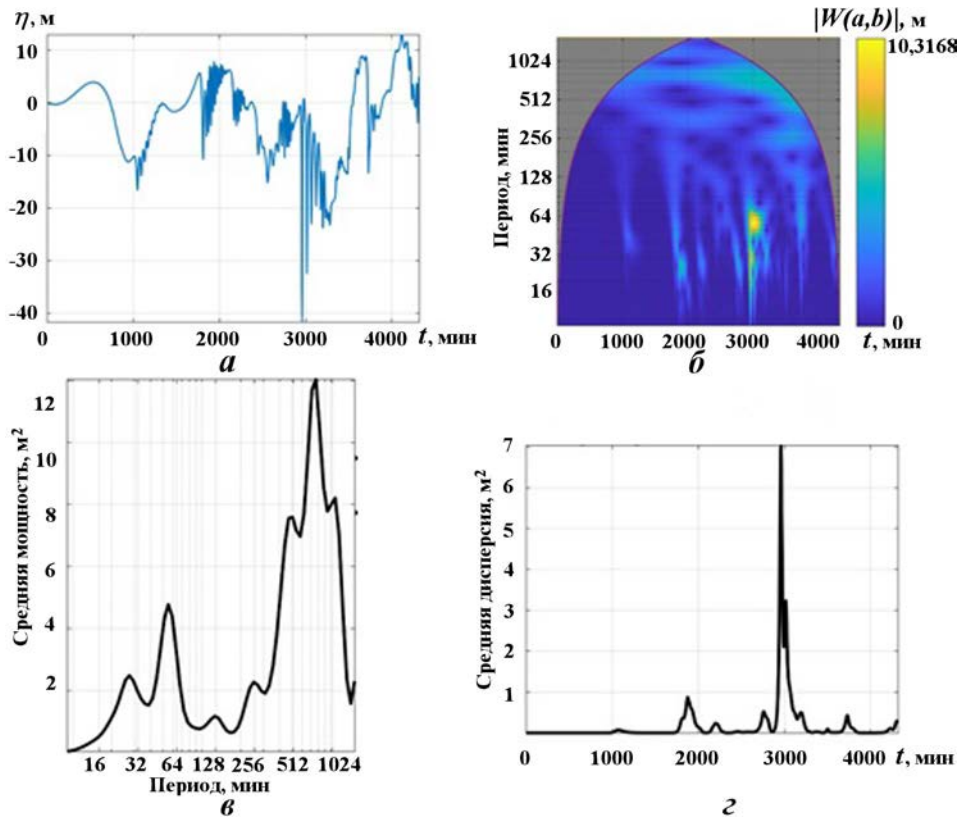 η, м
10
0
-10
-20
-30
-40
0 1000 2000 3000 4000 t, мин
а
|W(a,b)|, м
10,3168
0
Период, мин
1024
512
256
128
64
32
16
0 1000 2000 3000 4000 t, мин
б
Средняя мощность, м²
12
10
8
6
4
2
16 32 64 128 256 512 1024
Период, мин
в
Средняя дисперсия, м²
7
6
5
4
3
2
1
0 1000 2000 3000 4000 t, мин
г